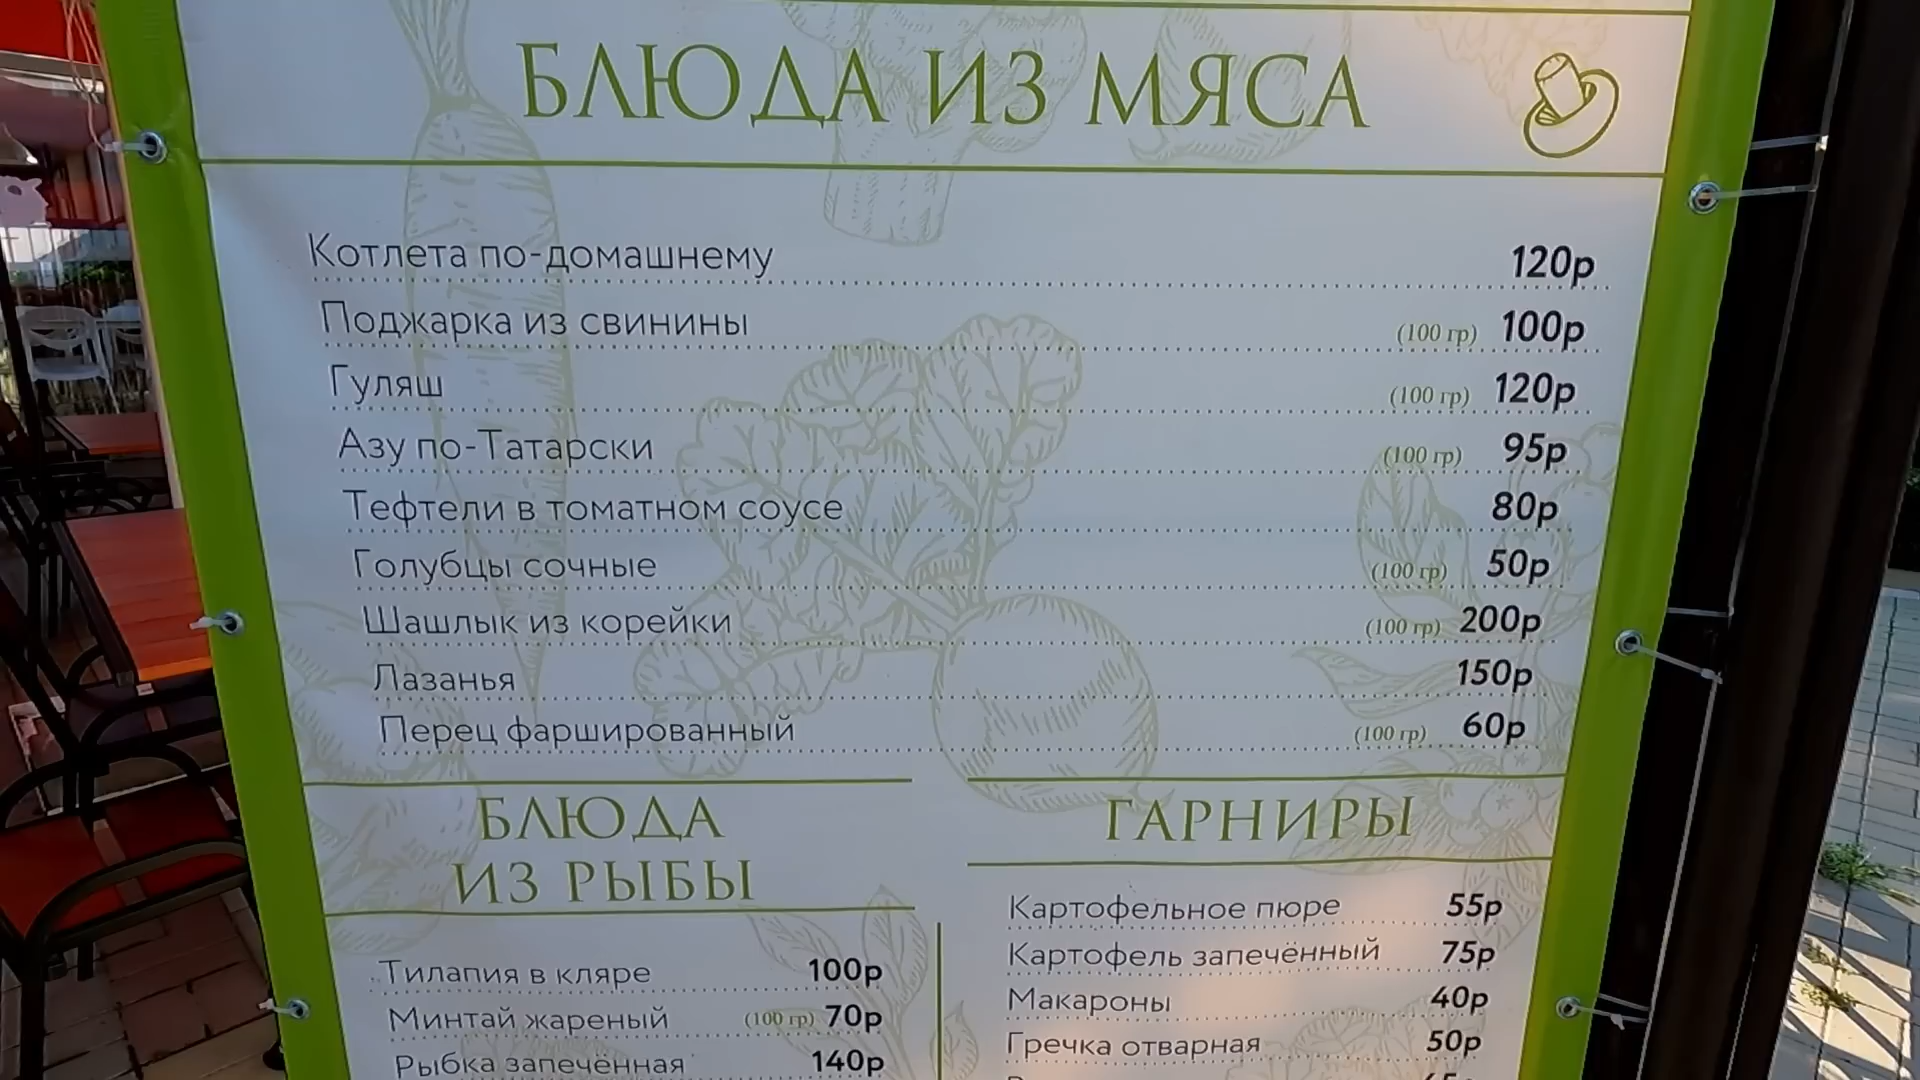 БЛЮДА ИЗ МЯСА
Котлета по-домашнему 120р
Поджарка из свинины (100 гр) 100р
Гуляш (100 гр) 120р
Азу по-Татарски (100 гр) 95р
Тефтели в томатном соусе 80р
Голубцы сочные (100 гр) 50р
Шашлык из корейки (100 гр) 200р
Лазанья 150р
Перец фаршированный (100 гр) 60р
БЛЮДА
ИЗ РЫБЫ
Тилапия в кляре 100р
Минтай жареный (100 гр) 70р
Рыбка запечённая 140р
ГАРНИРЫ
Картофельное пюре 55р
Картофель запечённый 75р
Макароны 40р
Гречка отварная 50р